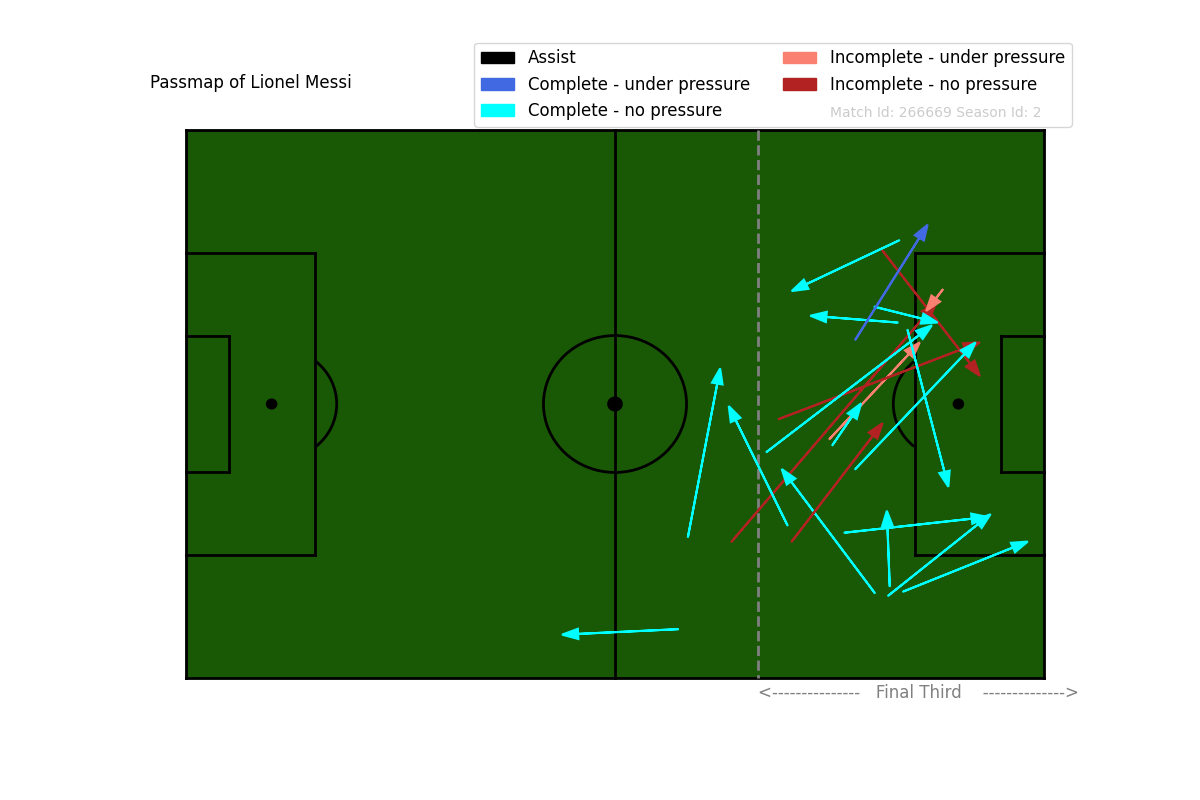 Passmap of Lionel Messi
Assist
Complete - under pressure
Complete - no pressure
Incomplete - under pressure
Incomplete - no pressure
Match Id: 266669 Season Id: 2
<--------------- Final Third -------------->